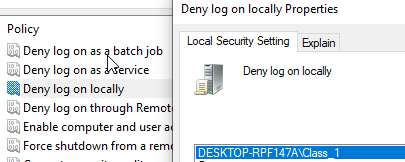 Policy
Deny log on as a batch job
Deny log on as a service
Deny log on locally
Deny log on through Remote
Enable computer and user ac
Force shutdown from a remo
Deny log on locally Properties
Local Security Setting
Explain
Deny log on locally
DESKTOP-RPF147A\Class_1